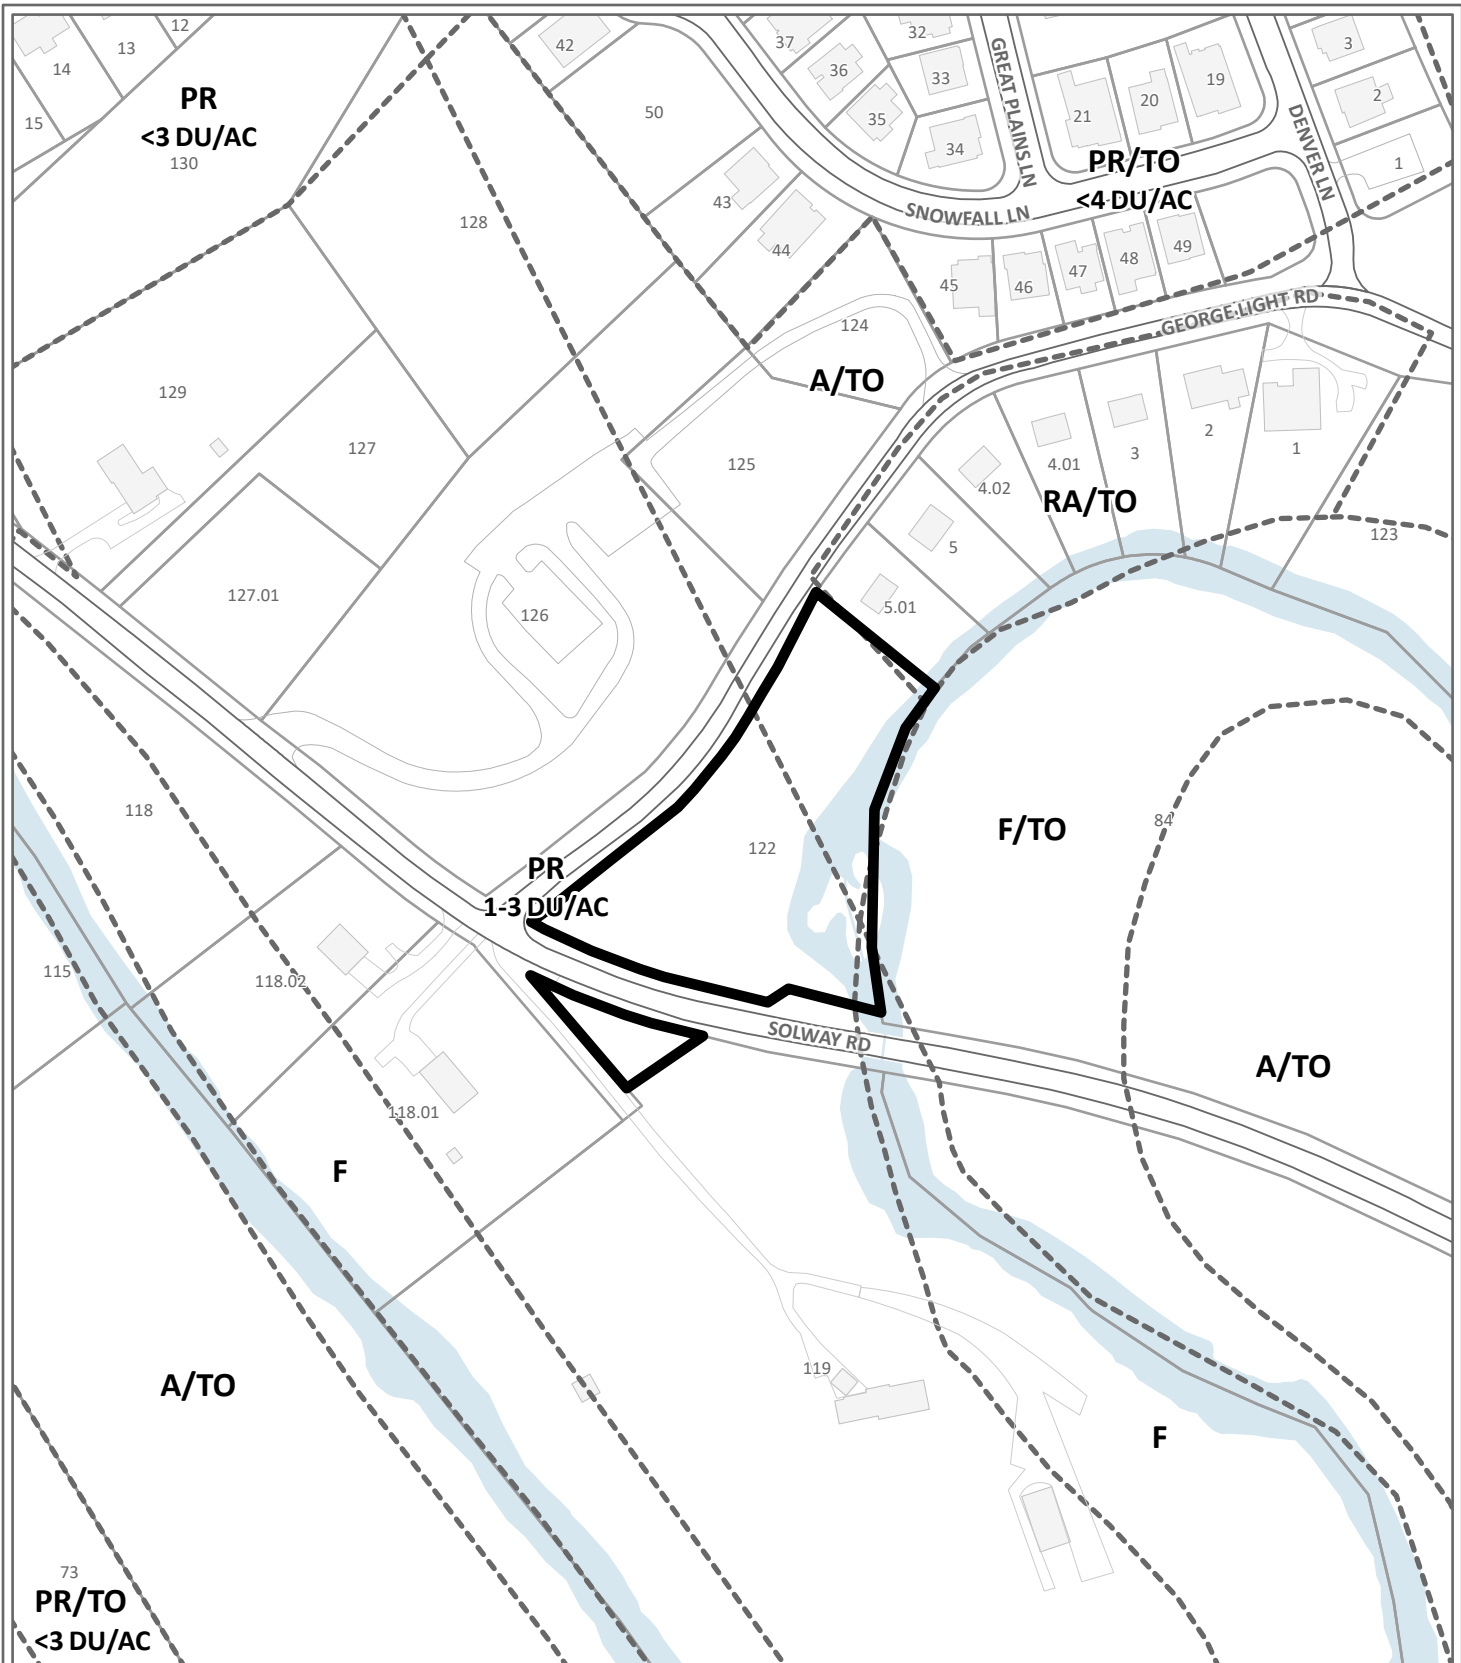 12
13
14
15
PR
<3 DU/AC
130
42
50
128
43
44
37
36
35
32
33
34
GREAT PLAINS LN
21
20
19
3
2
1
DENVER LN
PR/TO
<4 DU/AC
SNOWFALL LN
45
46
47
48
49
GEORGE LIGHT RD
124
A/TO
129
127
125
4.02
4.01
3
2
1
RA/TO
5
5.01
123
127.01
126
118
122
F/TO
84
PR
1-3 DU/AC
115
118.02
118.01
SOLWAY RD
A/TO
F
119
A/TO
F
73
PR/TO
<3 DU/AC